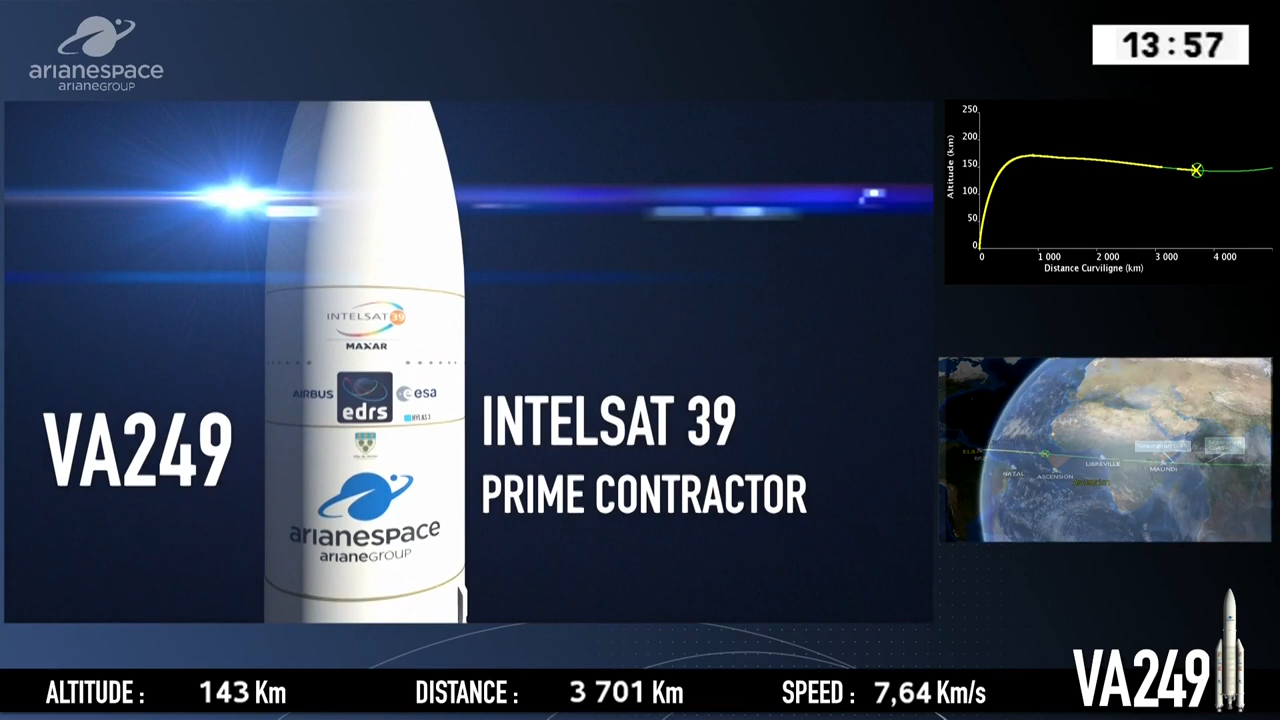 arianespace
arianeGROUP
13:57
250
200
150
100
50
0
Altitude (km)
0
1 000
2 000
3 000
4 000
Distance Curviligne (km)
INTELSAT 39
MAXAR
AIRBUS
edrs
esa
HYLAS 3
arianespace
arianeGROUP
VA249
INTELSAT 39
PRIME CONTRACTOR
NATAL
ASCENSION
LIBREVILLE
MALINDI
ALTITUDE : 143 Km
DISTANCE : 3 701 Km
SPEED : 7,64 Km/s
VA249